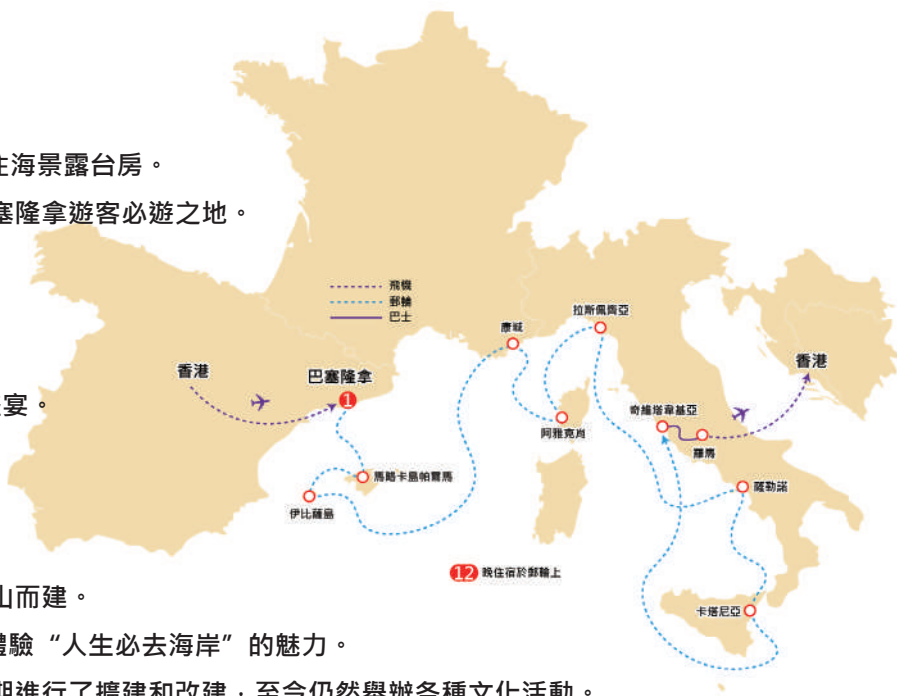 住海景露台房。
塞隆拿遊客必遊之地。
飛機
郵輪
巴士
拉斯佩齊亞
康城
香港
巴塞隆拿
1
香港
宴。
奇維塔韋基亞
阿雅克肖
羅馬
馬略卡島帕爾馬
薩勒諾
伊比薩島
12 晚住宿於郵輪上
山而建。
卡塔尼亞
體驗“人生必去海岸”的魅力。
期進行了擴建和改建，至今仍然舉辦各種文化活動。